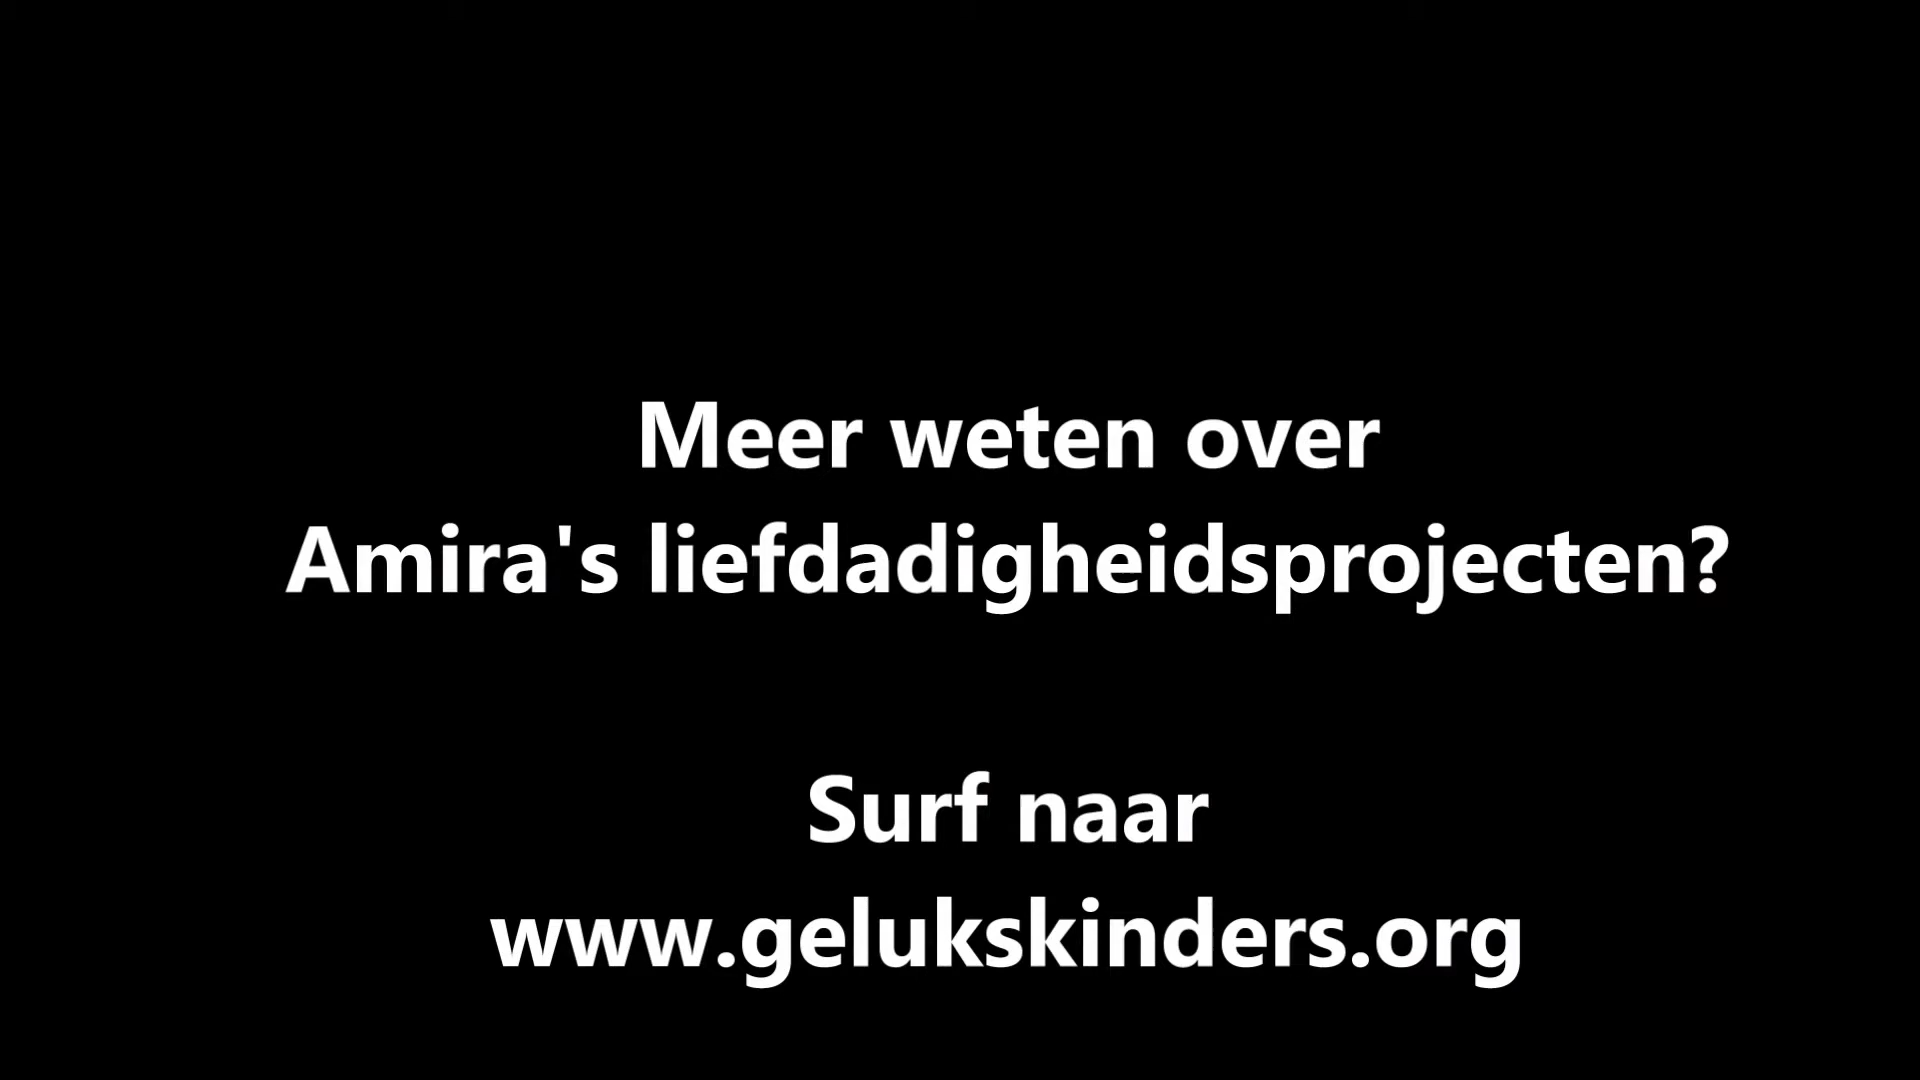 Meer weten over
Amira's liefdadigheidsprojecten?
Surf naar
www.gelukskinders.org